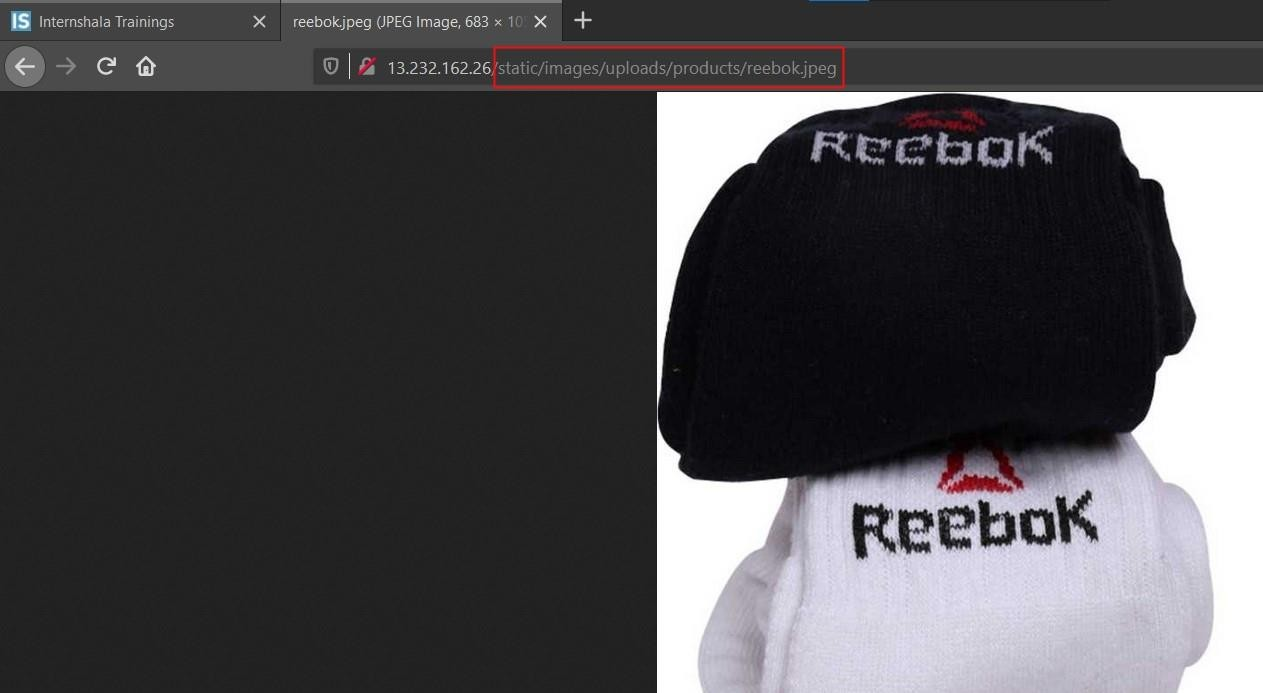 IS Internshala Trainings
reebok.jpeg (JPEG Image, 683 × 10
13.232.162.26/static/images/uploads/products/reebok.jpeg
Reebok
Reebok